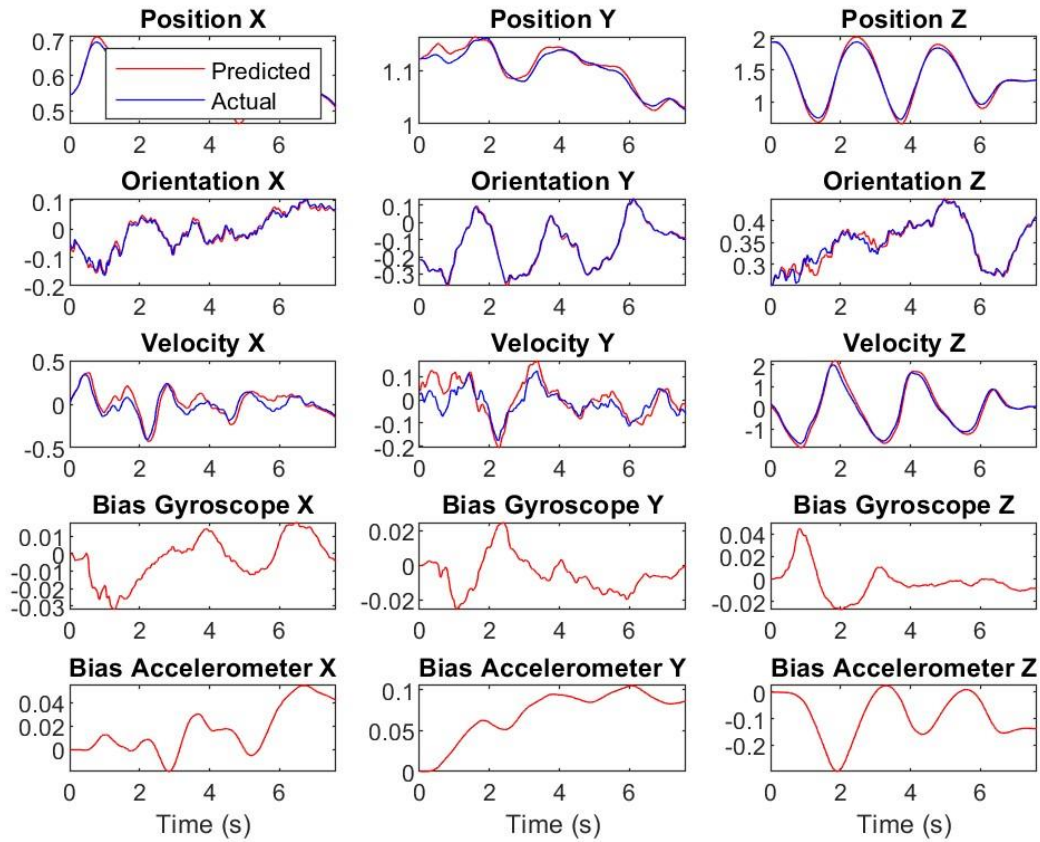 Position X Position Y Position Z
0.7
0.6
0.5
Predicted
Actual
0 2 4 6
1.1
1
0 2 4 6
2
1.5
1
0 2 4 6
Orientation X Orientation Y Orientation Z
0.1
0
-0.1
-0.2
0 2 4 6
0.1
0
-0.1
-0.3
0 2 4 6
0.4
0.35
0.3
0 2 4 6
Velocity X Velocity Y Velocity Z
0.5
0
-0.5
0 2 4 6
0.1
0
-0.1
-0.2
0 2 4 6
2
1
0
-1
0 2 4 6
Bias Gyroscope X Bias Gyroscope Y Bias Gyroscope Z
0.01
0
-0.01
-0.02
-0.03
0 2 4 6
0.02
0
-0.02
0 2 4 6
0.04
0.02
0
-0.02
0 2 4 6
Bias Accelerometer X Bias Accelerometer Y Bias Accelerometer Z
0.04
0.02
0
0 2 4 6
0.1
0.05
0
0 2 4 6
0
-0.1
-0.2
0 2 4 6
Time (s) Time (s) Time (s)